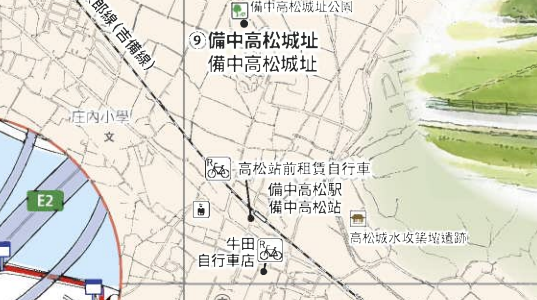 備中高松城址公園
部線(吉備線)
⑨備中高松城址
備中高松城址
庄內小學
文
R
高松站前租賃自行車
備中高松駅
備中高松站
E2
高松城水攻築堤遺跡
牛田
自行車店
R